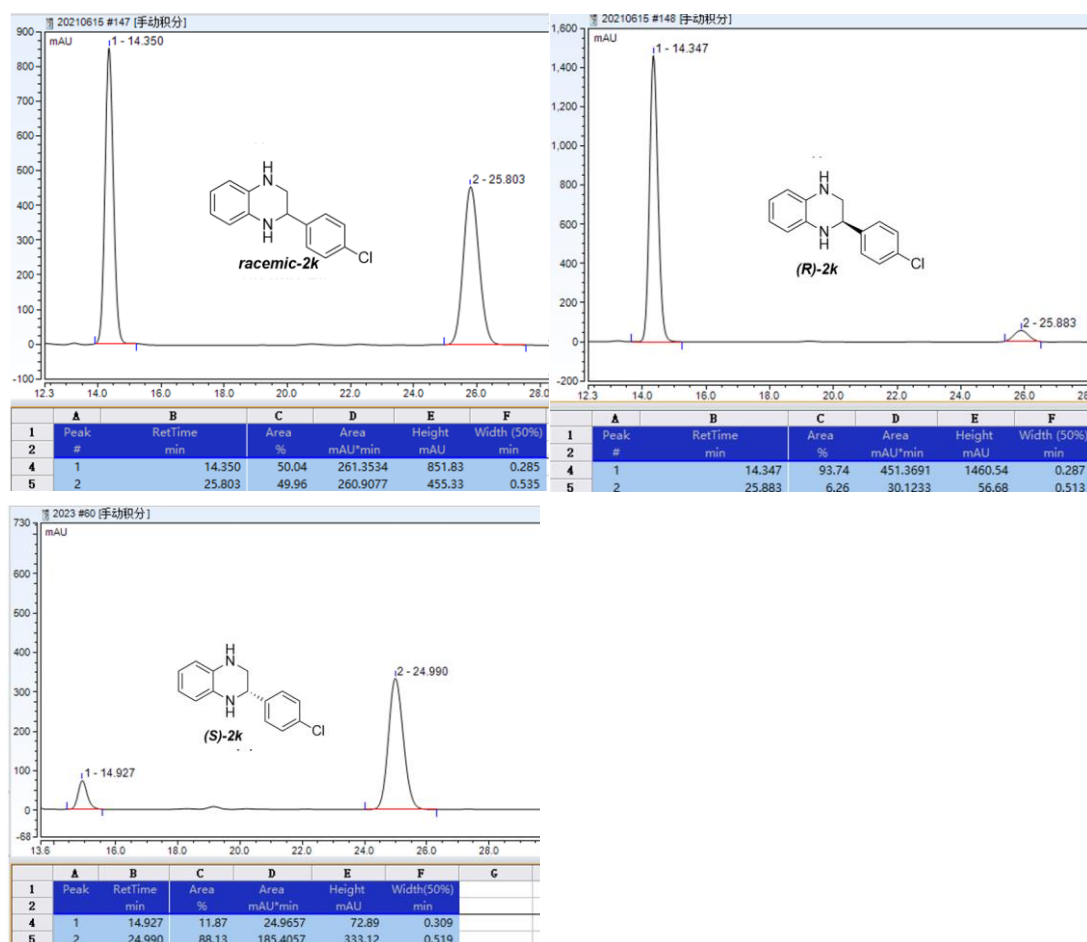 20210615 #147 [手动积分]
900
800
700
600
500
400
300
200
100
0
-100
mAU
1 - 14.350
2 - 25.803
H
N
N
H
Cl
racemic-2k
12.3 14.0 16.0 18.0 20.0 22.0 24.0 26.0 28.0
A B C D E F
1 Peak RetTime Area Area Height Width (50%)
2 # min % mAU*min mAU min
4 1 14.350 50.04 261.3534 851.83 0.285
5 2 25.803 49.96 260.9077 455.33 0.535
20210615 #148 [手动积分]
1,600
1,400
1,200
1,000
800
600
400
200
0
-200
mAU
1 - 14.347
2 - 25.883
H
N
N
H
Cl
(R)-2k
12.3 14.0 16.0 18.0 20.0 22.0 24.0 26.0
A B C D E F
1 Peak RetTime Area Area Height Width (50%)
2 # min % mAU*min mAU min
4 1 14.347 93.74 451.3691 1460.54 0.287
5 2 25.883 6.26 30.1233 56.68 0.513
2023 #60 [手动积分]
730
600
500
400
300
200
100
0
-68
mAU
1 - 14.927
2 - 24.990
H
N
N
H
Cl
(S)-2k
13.6 16.0 18.0 20.0 22.0 24.0 26.0 28.0
A B C D E F G
1 Peak RetTime Area Area Height Width(50%)
2 min % mAU*min mAU min
4 1 14.927 11.87 24.9657 72.89 0.309
5 2 24.990 88.13 185.4057 333.12 0.519